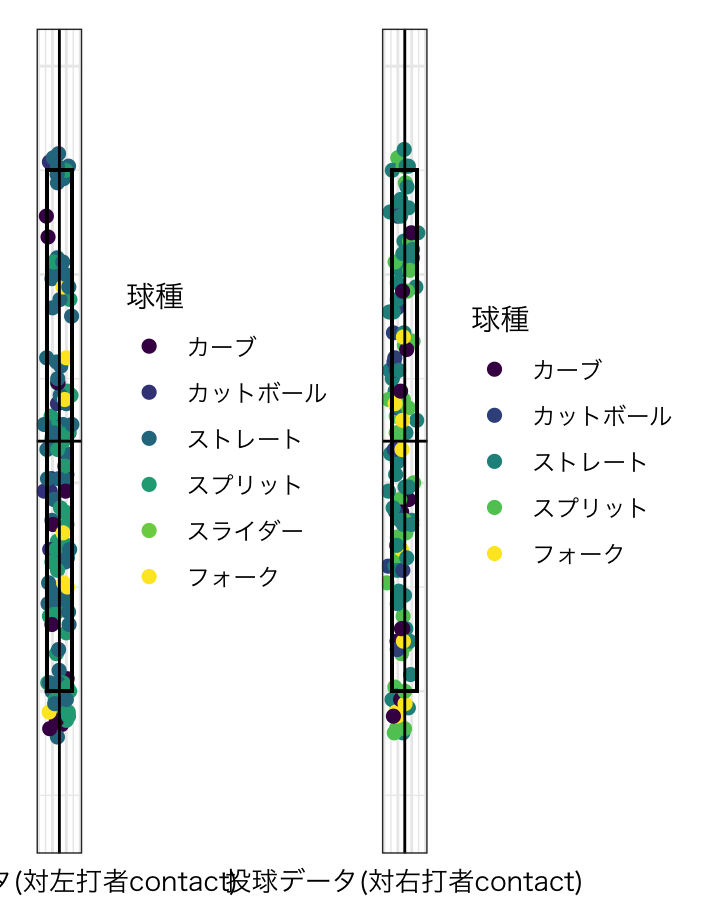 球種
カーブ
カットボール
ストレート
スプリット
スライダー
フォーク
球種
カーブ
カットボール
ストレート
スプリット
フォーク
タ(対左打者contact)
投球データ(対右打者contact)